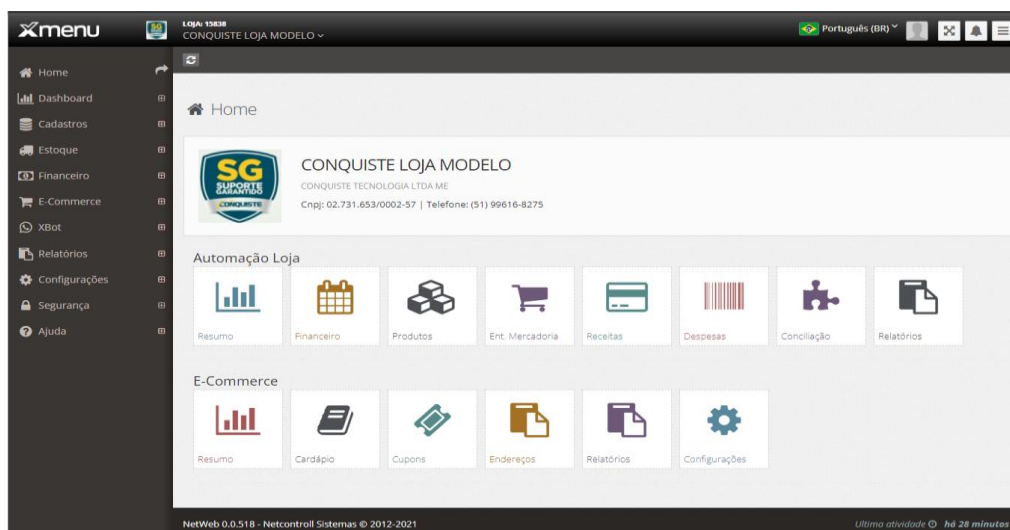 Xmenu
LOJA: 15838
CONQUISTE LOJA MODELO
Português (BR)
Home
Dashboard
Cadastros
Estoque
Financeiro
E-Commerce
XBot
Relatórios
Configurações
Segurança
Ajuda
Home
SG
SUPORTE
GARANTIDO
CONQUISTE
CONQUISTE LOJA MODELO
CONQUISTE TECNOLOGIA LTDA ME
Cnpj: 02.731.653/0002-57 | Telefone: (51) 99616-8275
Automação Loja
Resumo
Financeiro
Produtos
Ent. Mercadoria
Receitas
Despesas
Conciliação
Relatórios
E-Commerce
Resumo
Cardápio
Cupons
Endereços
Relatórios
Configurações
NetWeb 0.0.518 - Netcontroll Sistemas © 2012-2021
Ultima atividade há 28 minutos